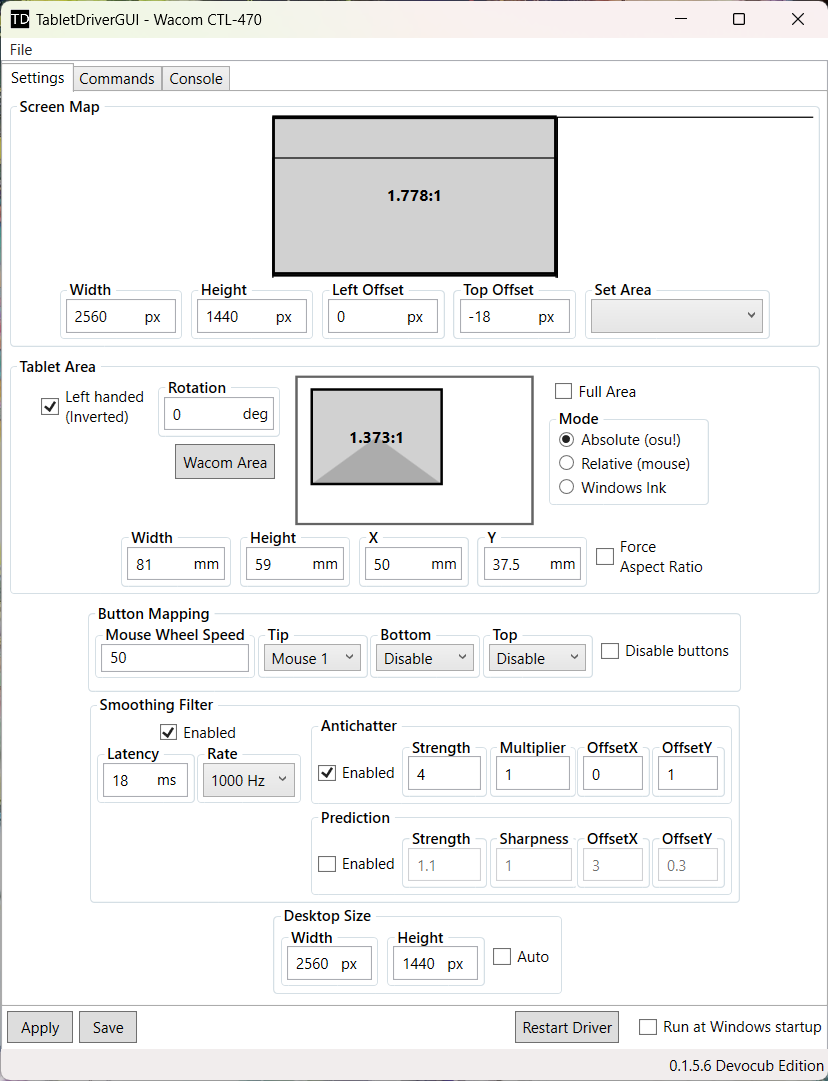 TD TabletDriverGUI - Wacom CTL-470
File
Settings Commands Console
Screen Map
1.778:1
Width Height Left Offset Top Offset Set Area
2560 px 1440 px 0 px -18 px
Tablet Area
Left handed
(Inverted)
Rotation
0 deg
Wacom Area
1.373:1
Full Area
Mode
Absolute (osu!)
Relative (mouse)
Windows Ink
Width Height X Y
81 mm 59 mm 50 mm 37.5 mm
Force
Aspect Ratio
Button Mapping
Mouse Wheel Speed Tip Bottom Top
50 Mouse 1 Disable Disable Disable buttons
Smoothing Filter
Enabled
Latency Rate
18 ms 1000 Hz
Antichatter
Strength Multiplier OffsetX OffsetY
Enabled 4 1 0 1
Prediction
Strength Sharpness OffsetX OffsetY
Enabled 1.1 1 3 0.3
Desktop Size
Width Height
2560 px 1440 px Auto
Apply Save Restart Driver Run at Windows startup
0.1.5.6 Devocub Edition